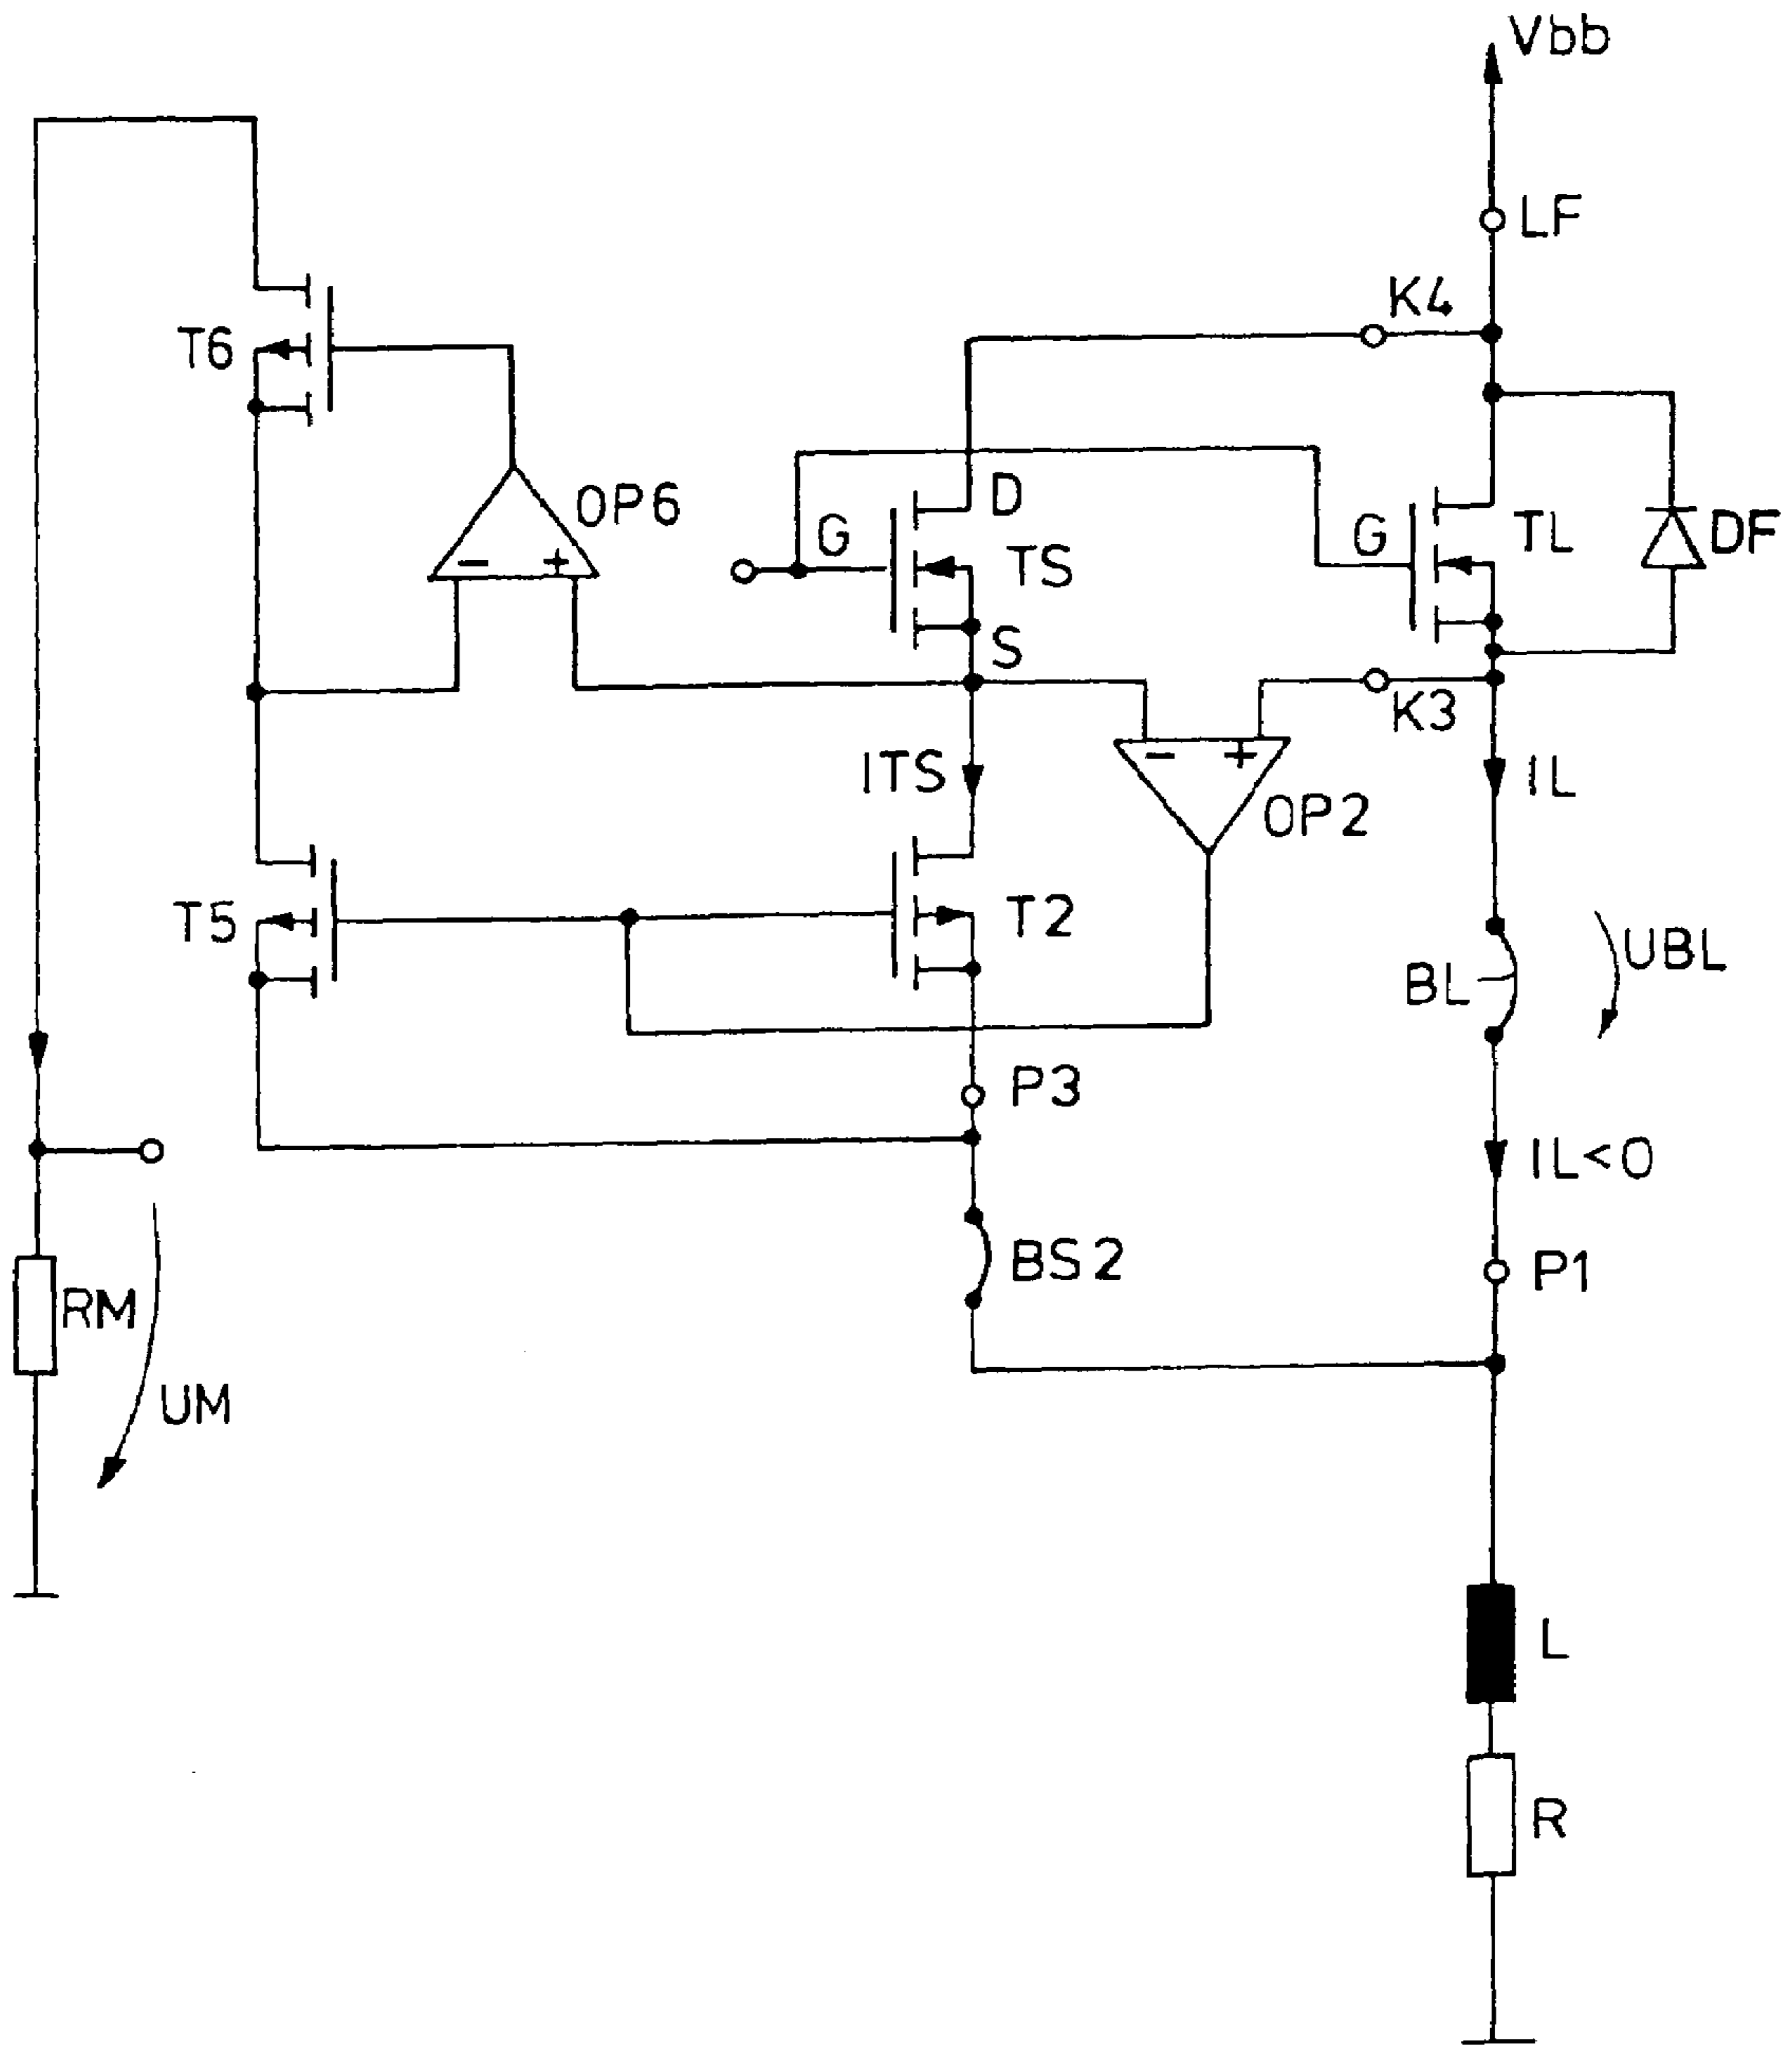 Vbb
LF
K4
T6
OP6
D
G
TS
G
TL
DF
- +
S
K3
ITS
- +
OP2
IL
T5
T2
BL
UBL
P3
IL<0
BS2
P1
RM
UM
L
R